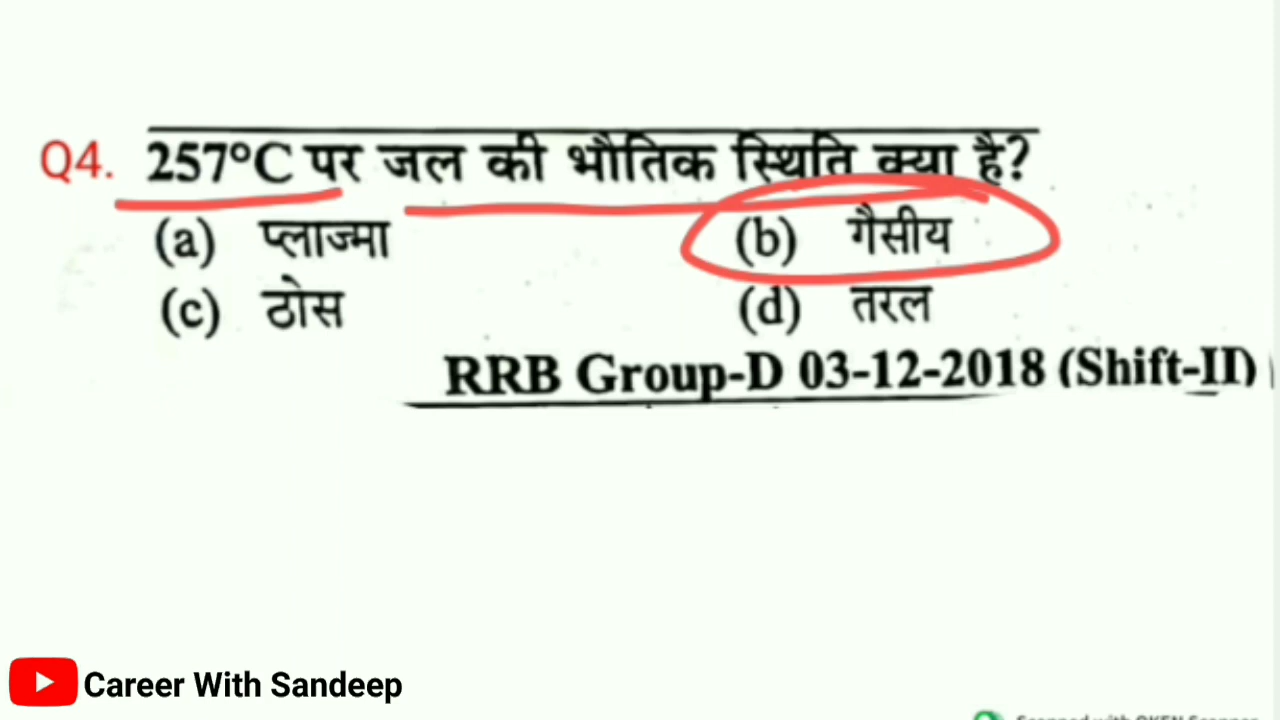 Q4. 257°C पर जल की भौतिक स्थिति क्या है?
(a) प्लाज्मा (b) गैसीय
(c) ठोस (d) तरल
RRB Group-D 03-12-2018 (Shift-II)
Career With Sandeep